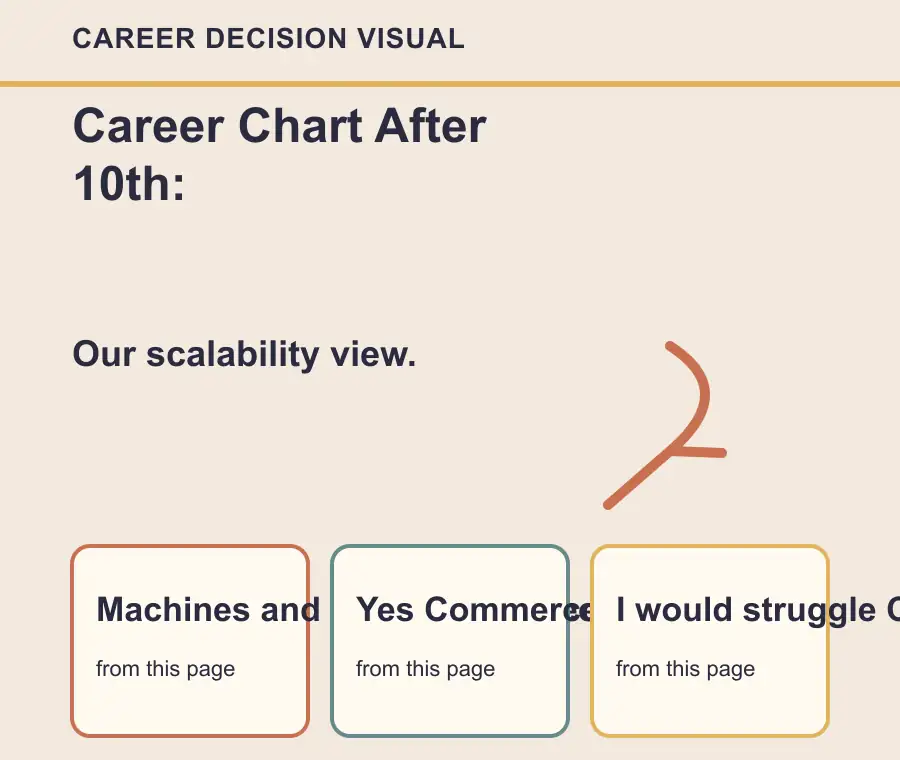 CAREER DECISION VISUAL
Career Chart After
10th:
Our scalability view.
Machines and
Yes Commerce
I would struggle
from this page
from this page
from this page